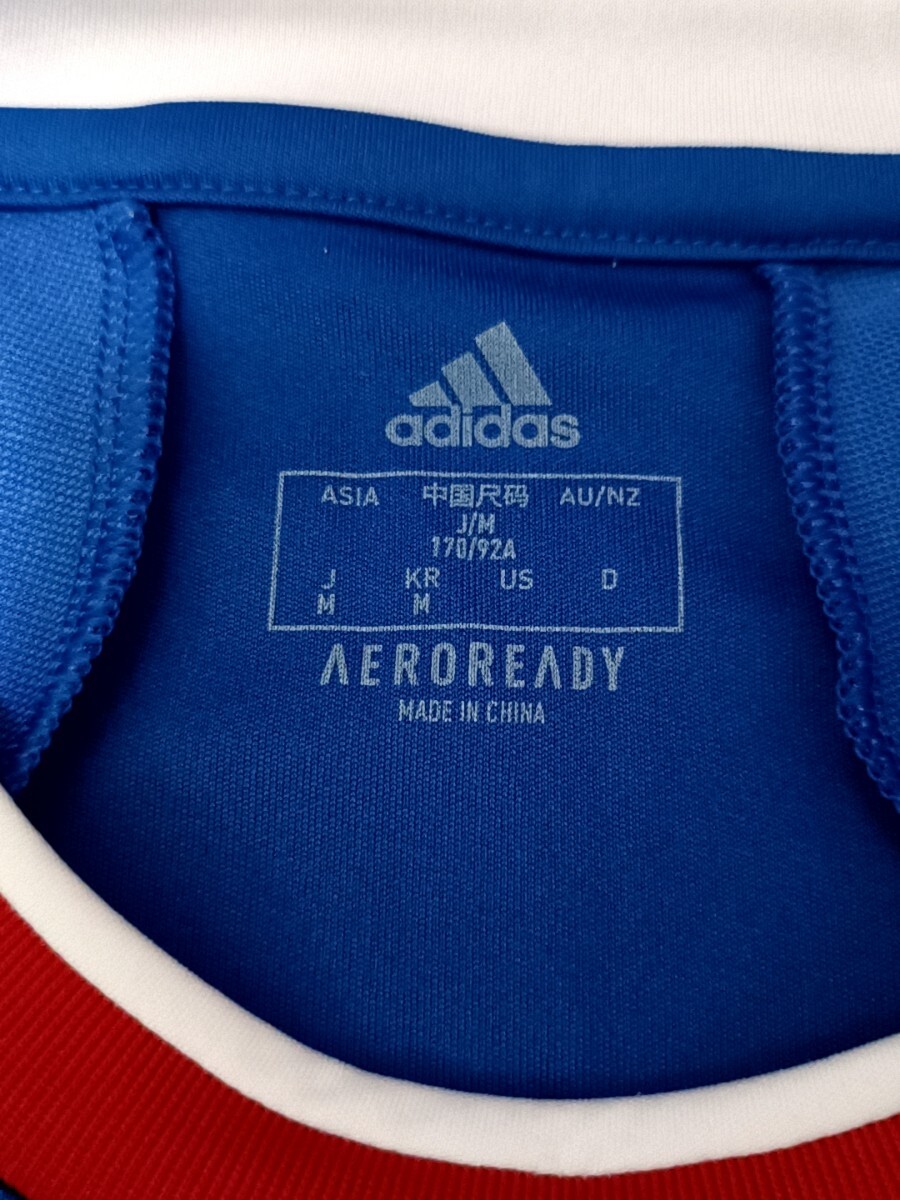 adidas
ASIA 中国尺码 AU/NZ
J/M
170/92A
J KR US D
M M
AEROREADY
MADE IN CHINA